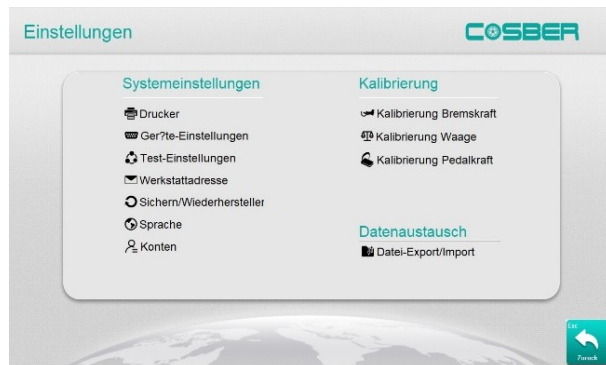 Einstellungen
COSBER
Systemeinstellungen
Drucker
Ger?te-Einstellungen
Test-Einstellungen
Werkstattadresse
Sichern/Wiederhersteller
Sprache
Konten
Kalibrierung
Kalibrierung Bremskraft
Kalibrierung Waage
Kalibrierung Pedalkraft
Datenaustausch
Datei-Export/Import
Esc
Zurück